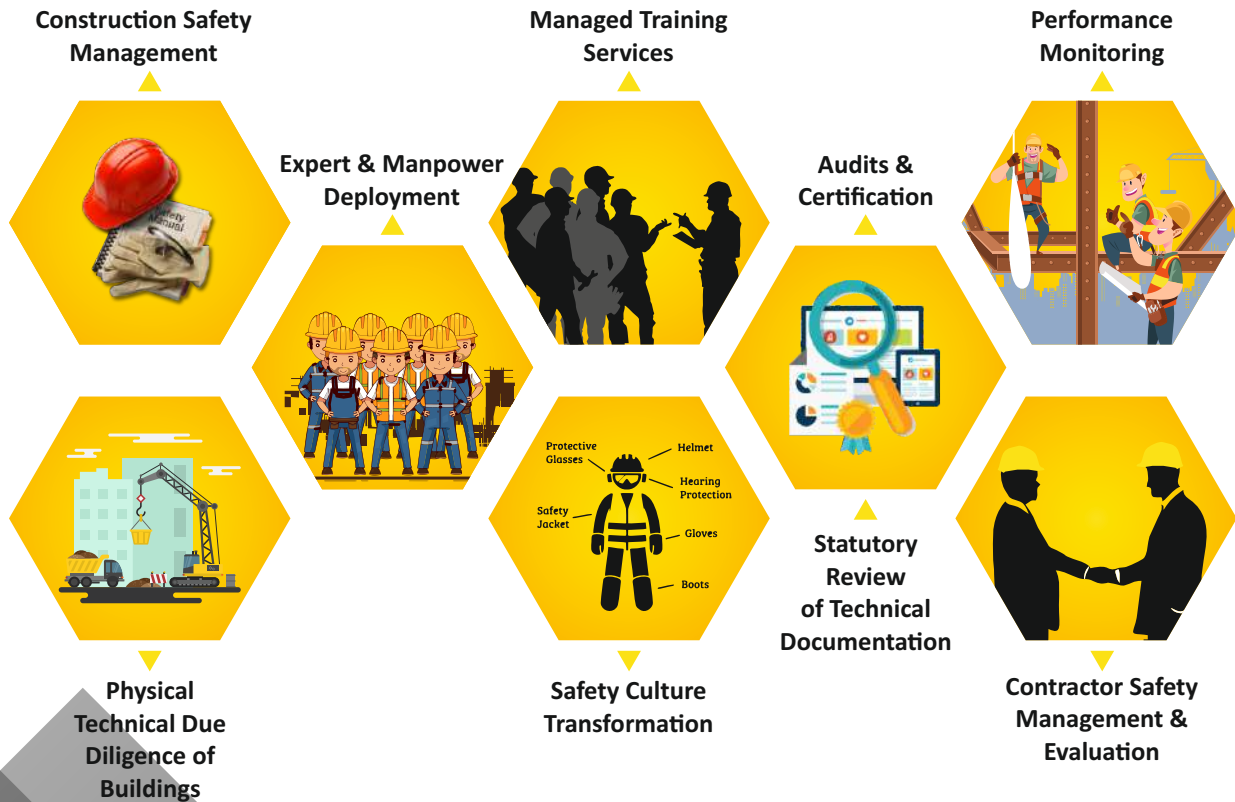 Construction Safety
Management
Managed Training
Services
Performance
Monitoring
Expert & Manpower
Deployment
Audits &
Certification
Safety
Manual
Protective
Glasses
Helmet
Hearing
Protection
Safety
Jacket
Gloves
Boots
Statutory
Review
of Technical
Documentation
Physical
Technical Due
Diligence of
Buildings
Safety Culture
Transformation
Contractor Safety
Management &
Evaluation